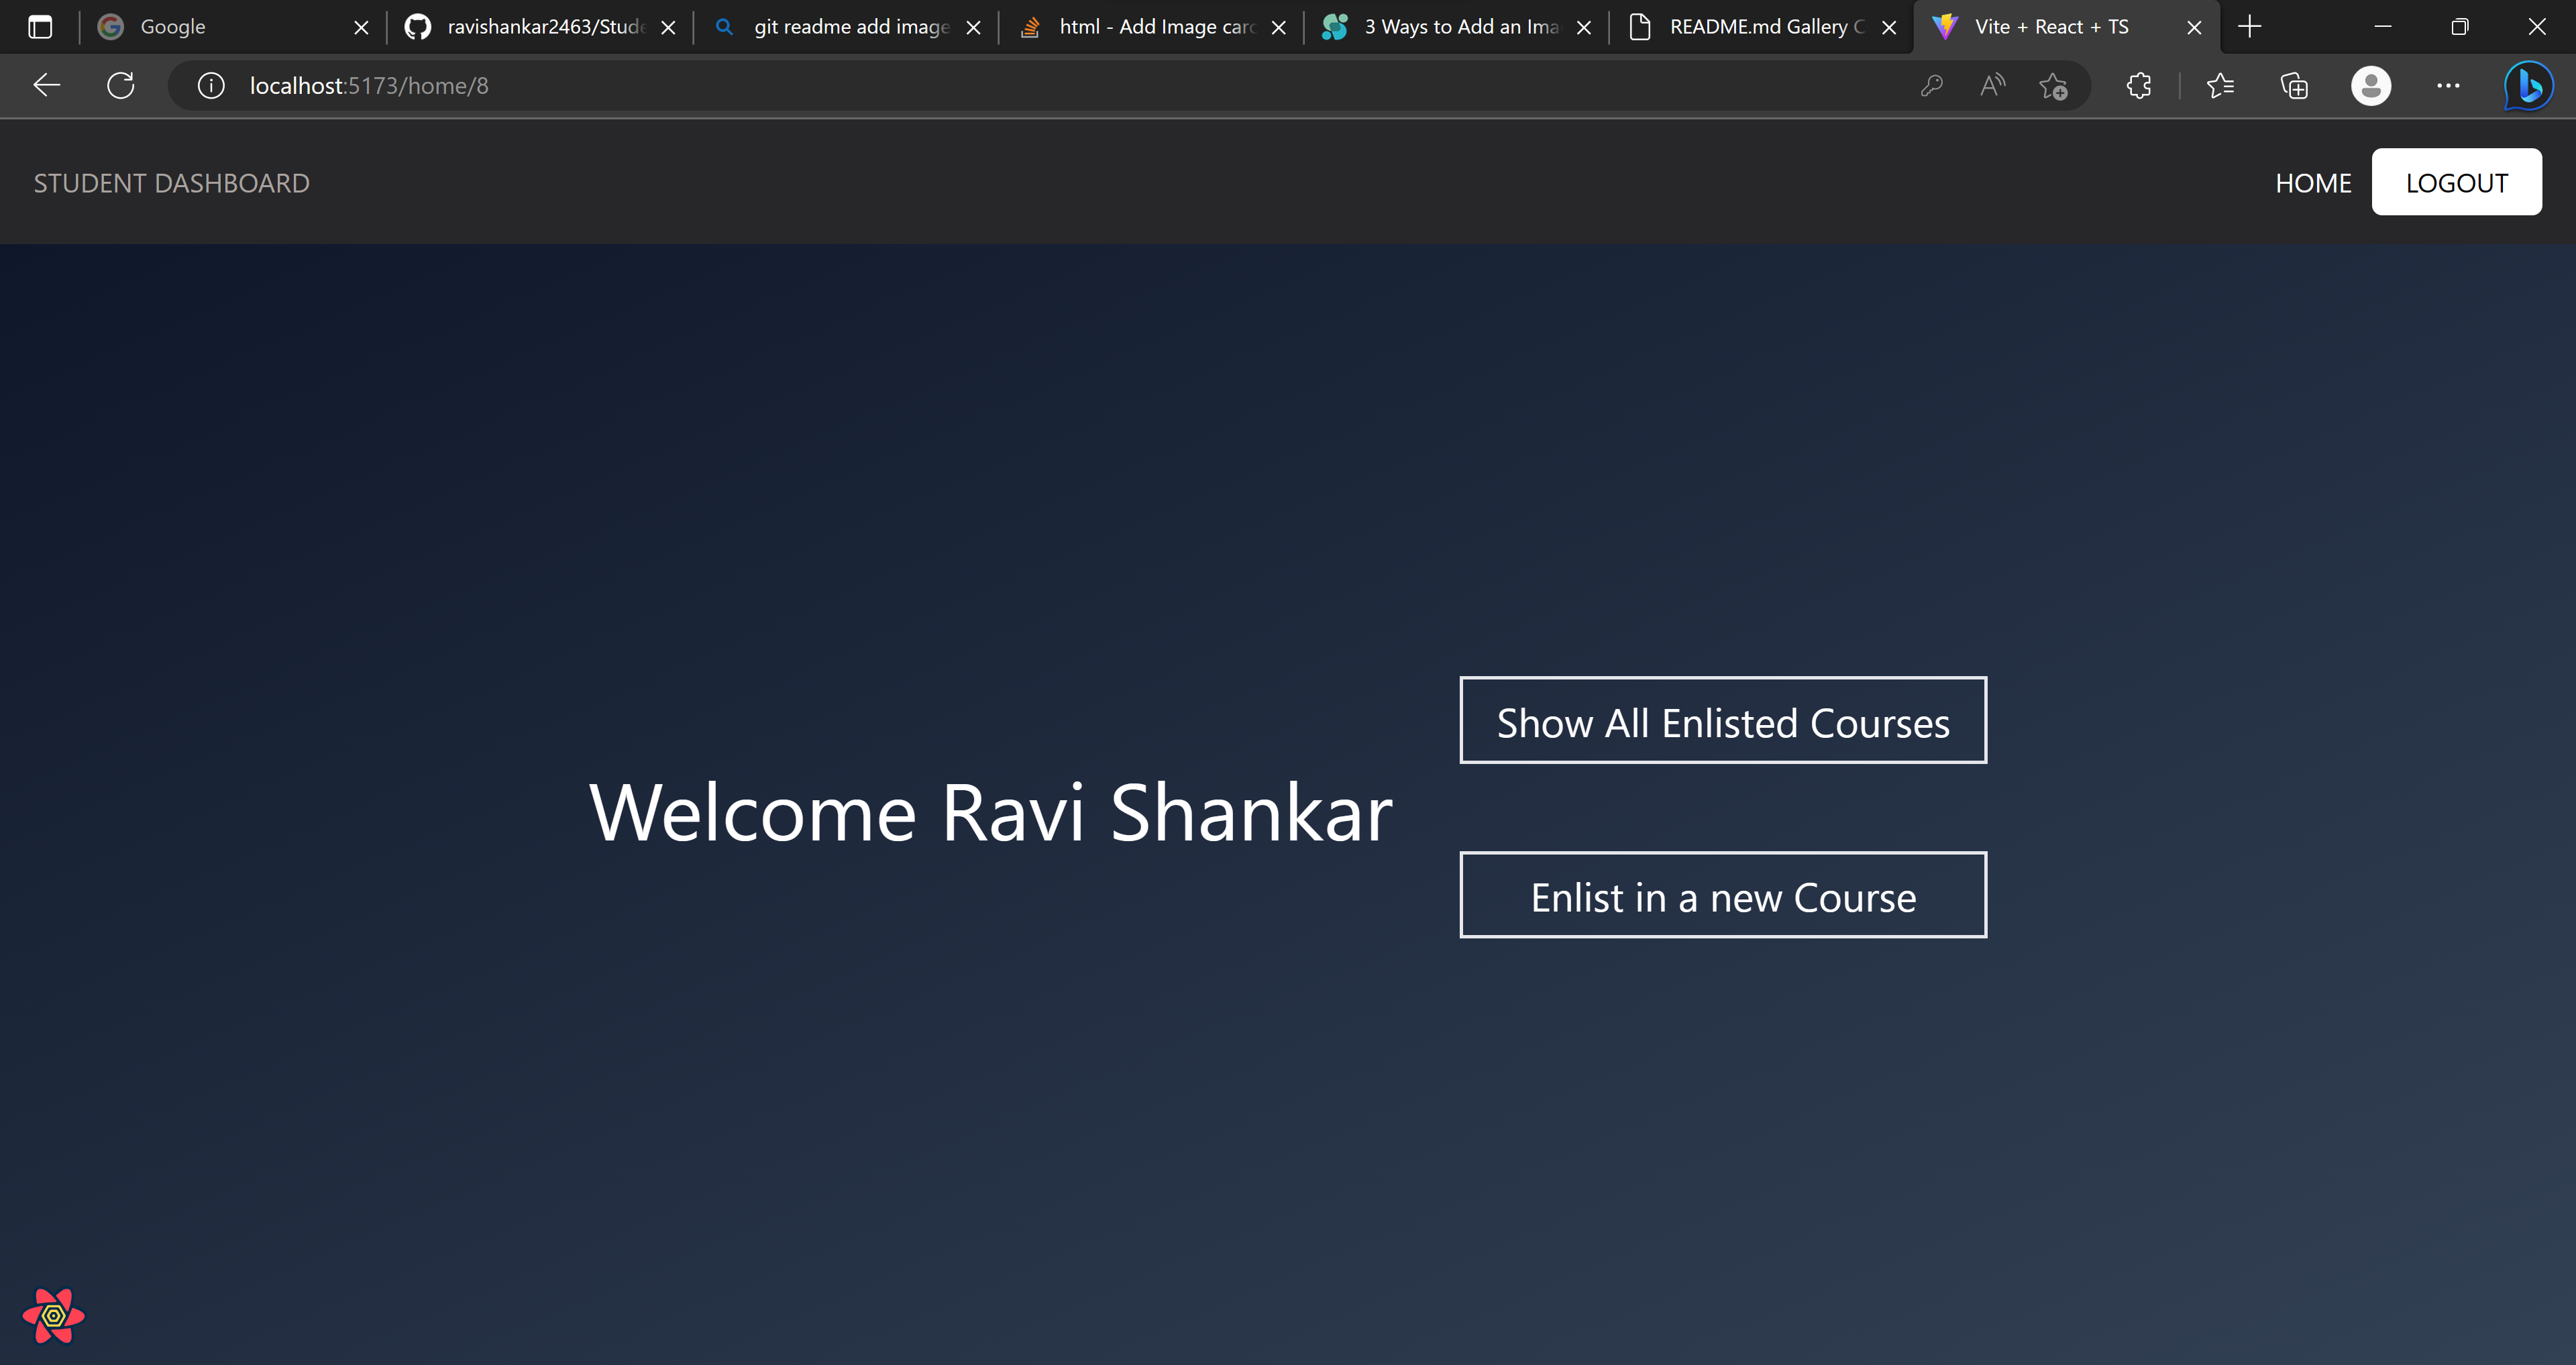 Google
ravishankar2463/Stud
git readme add image
html - Add Image car
3 Ways to Add an Ima
README.md Gallery C
Vite + React + TS
localhost:5173/home/8
STUDENT DASHBOARD
HOME
LOGOUT
Welcome Ravi Shankar
Show All Enlisted Courses
Enlist in a new Course